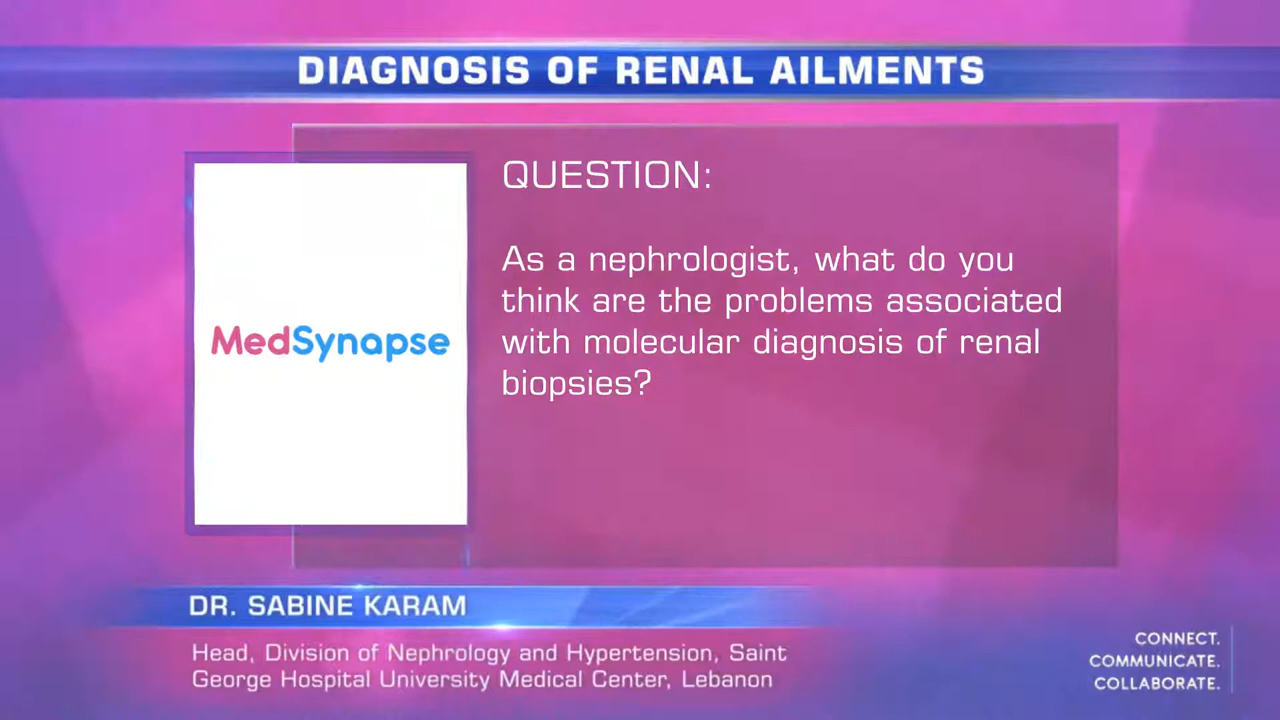 DIAGNOSIS OF RENAL AILMENTS
MedSynapse
QUESTION:
As a nephrologist, what do you
think are the problems associated
with molecular diagnosis of renal
biopsies?
DR. SABINE KARAM
Head, Division of Nephrology and Hypertension, Saint
George Hospital University Medical Center, Lebanon
CONNECT.
COMMUNICATE.
COLLABORATE.